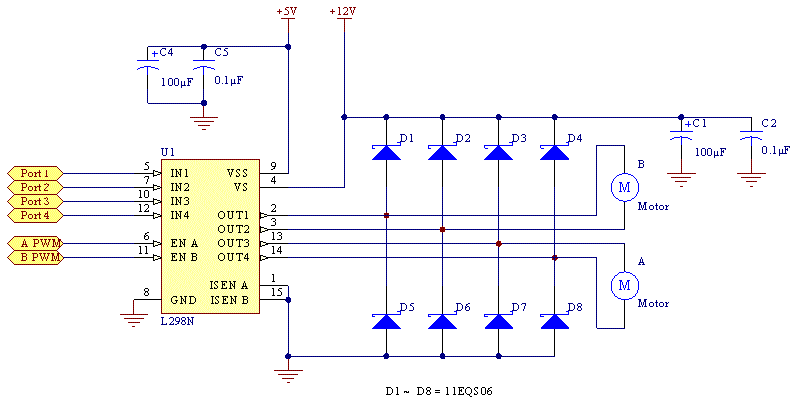 +5V
+12V
+ C4
C5
100µF
0.1µF
D1
D2
D3
D4
+ C1
C2
100µF
0.1µF
U1
Port 1
5
IN1
VSS
9
Port 2
7
IN2
VS
4
Port 3
10
IN3
Port 4
12
IN4
OUT1
2
OUT2
3
A PWM
6
EN A
OUT3
13
B PWM
11
EN B
OUT4
14
ISEN A
1
8
GND
ISEN B
15
L298N
B
M
Motor
A
M
Motor
D5
D6
D7
D8
D1 ~ D8 = 11EQS06